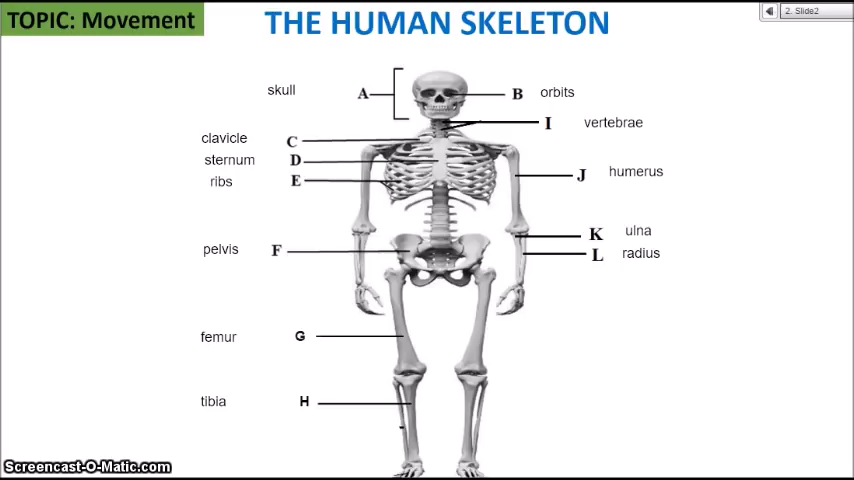 TOPIC: Movement
THE HUMAN SKELETON
2. Slide2
skull A
B orbits
I vertebrae
clavicle C
sternum D
ribs E
J humerus
K ulna
pelvis F
L radius
femur G
tibia H
Screencast-O-Matic.com